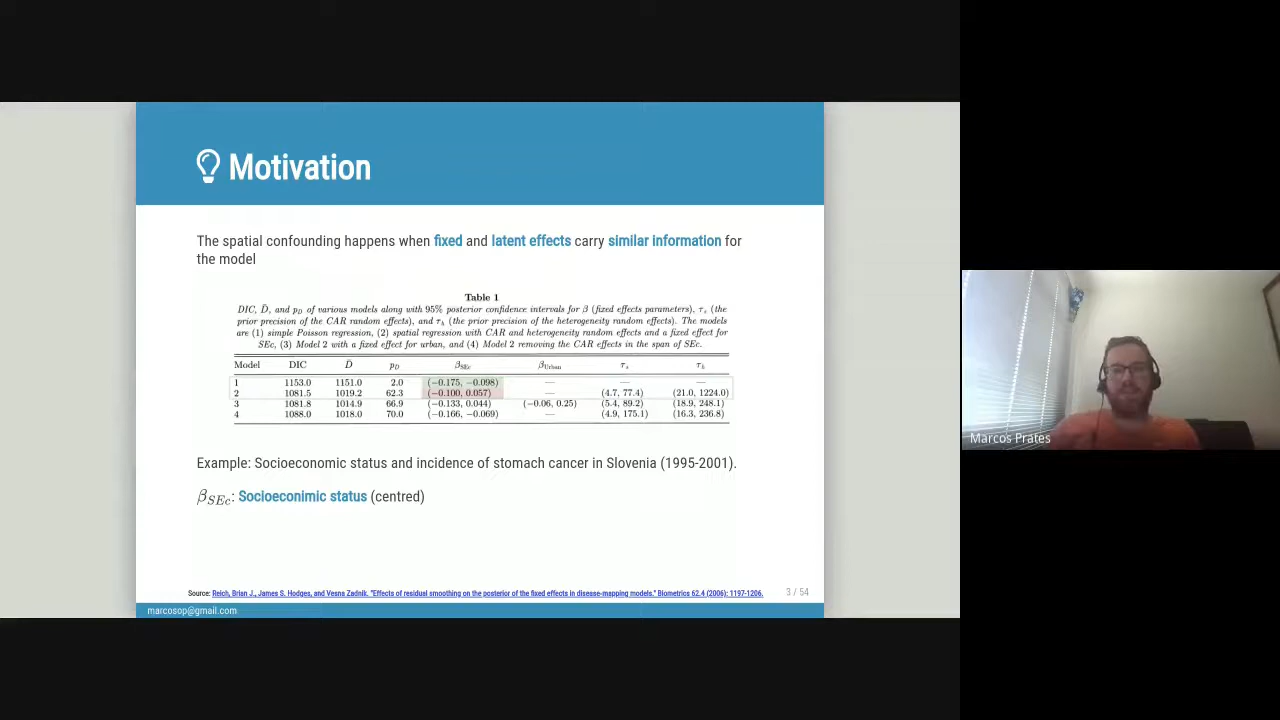 Motivation
The spatial confounding happens when fixed and latent effects carry similar information for
the model
Table 1
DIC, D̄, and pD of various models along with 95% posterior confidence intervals for β (fixed effects parameters), τs (the
prior precision of the CAR random effects), and τh (the prior precision of the heterogeneity random effects). The models
are (1) simple Poisson regression, (2) spatial regression with CAR and heterogeneity random effects and a fixed effect for
SEc, (3) Model 2 with a fixed effect for urban, and (4) Model 2 removing the CAR effects in the span of SEc.
Model DIC D̄ pD βSEc βUrban τs τh
1 1153.0 1151.0 2.0 (−0.175, −0.098) — — —
2 1081.5 1019.2 62.3 (−0.100, 0.057) — (4.7, 77.4) (21.0, 1224.0)
3 1081.8 1014.9 66.9 (−0.133, 0.044) (−0.06, 0.25) (5.4, 89.2) (18.9, 248.1)
4 1088.0 1018.0 70.0 (−0.166, −0.069) — (4.9, 175.1) (16.3, 236.8)
Example: Socioeconomic status and incidence of stomach cancer in Slovenia (1995-2001).
βSEc: Socioeconimic status (centred)
Source: Reich, Brian J., James S. Hodges, and Vesna Zadnik. "Effects of residual smoothing on the posterior of the fixed effects in disease-mapping models." Biometrics 62.4 (2006): 1197-1206.
3 / 54
marcosop@gmail.com
Marcos Prates